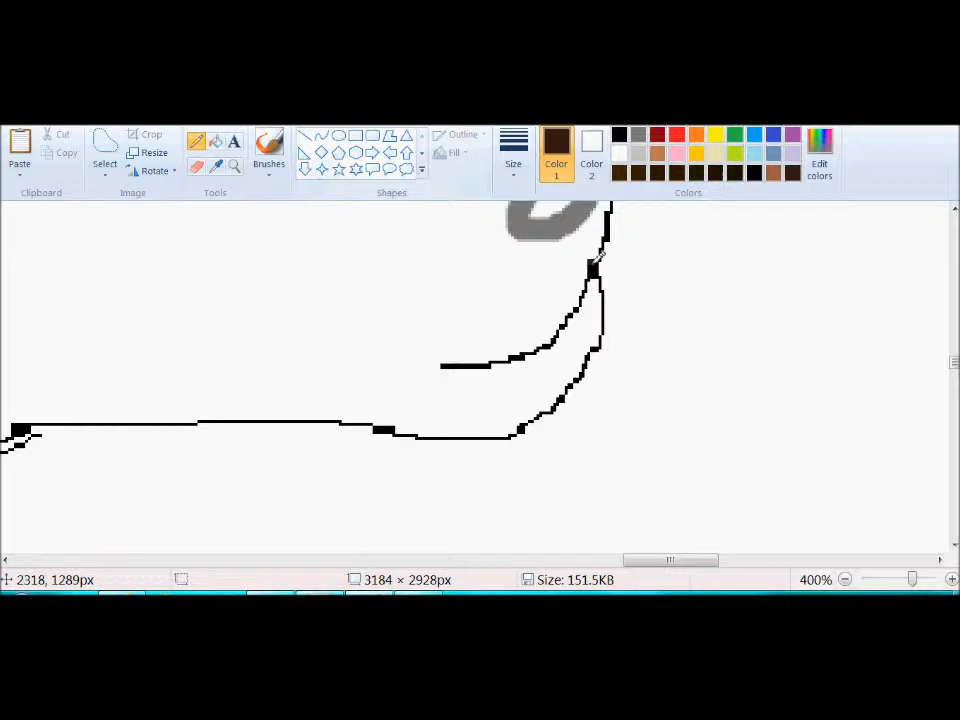 Paste
Cut
Copy
Clipboard
Select
Crop
Resize
Rotate
Image
A
Tools
Brushes
Outline
Fill
Shapes
Size
Color
1
Color
2
Edit
colors
Colors
2318, 1289px
3184 × 2928px
Size: 151.5KB
400%